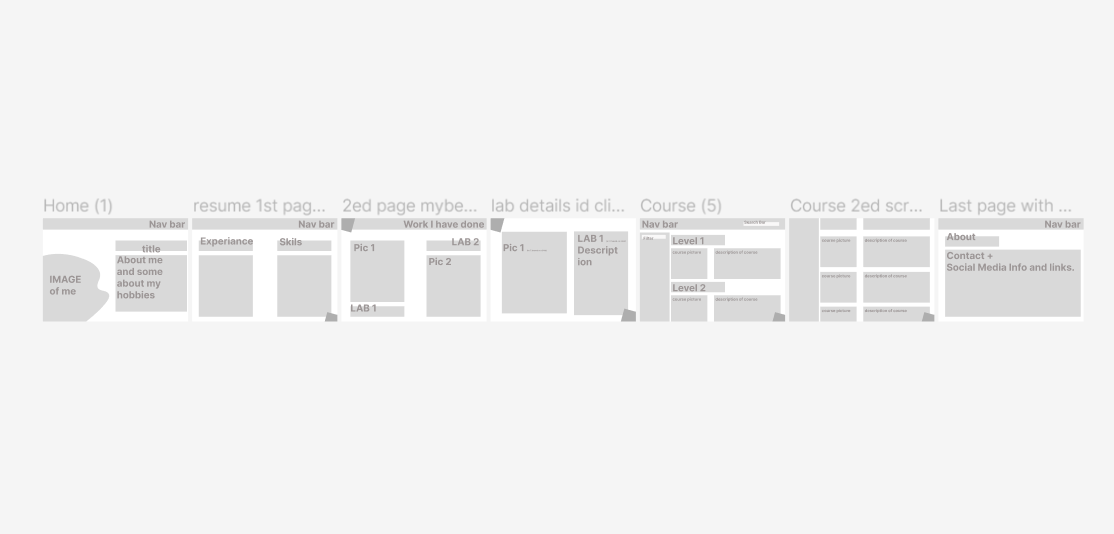 Home (1)
resume 1st pag...
2ed page mybe...
lab details id cli...
Course (5)
Course 2ed scr...
Last page with ...
Nav bar
title
About me
and some
about my
hobbies
IMAGE
of me
Nav bar
Experiance
Skils
Work I have done
Pic 1
LAB 2
Pic 2
LAB 1
Pic 1
LAB 1
Descript
ion
Nav bar
Search Bar
Level 1
course picture
description of course
Level 2
course picture
description of course
course picture
description of course
course picture
description of course
course picture
description of course
Nav bar
About
Contact +
Social Media Info and links.